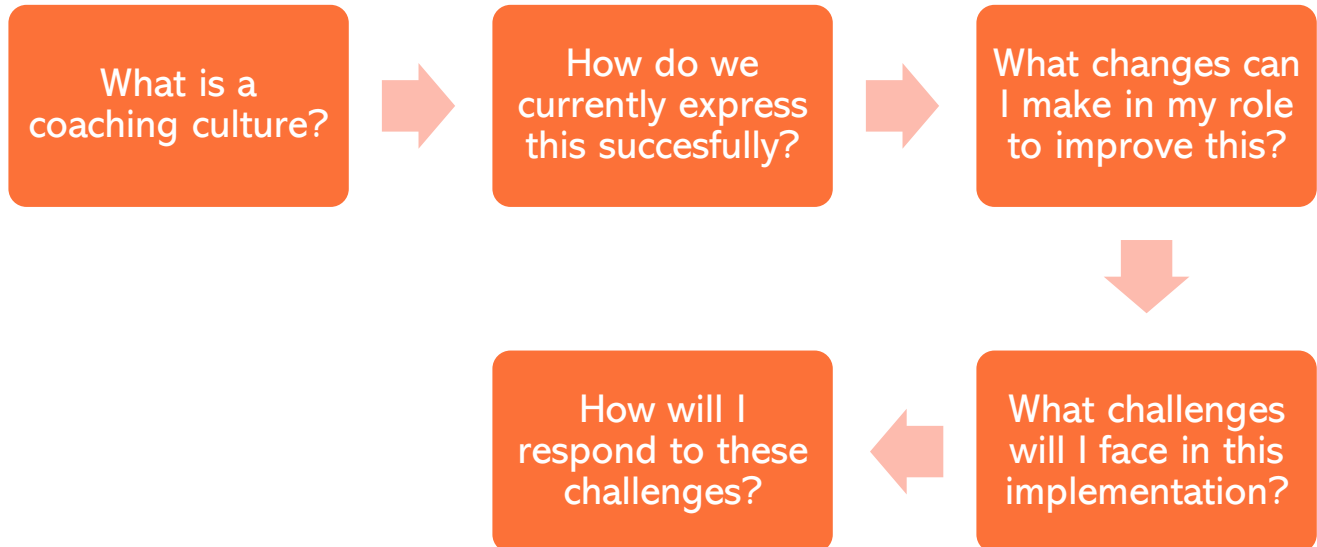 What is a
coaching culture?
How do we
currently express
this succesfully?
What changes can
I make in my role
to improve this?
What challenges
will I face in this
implementation?
How will I
respond to these
challenges?